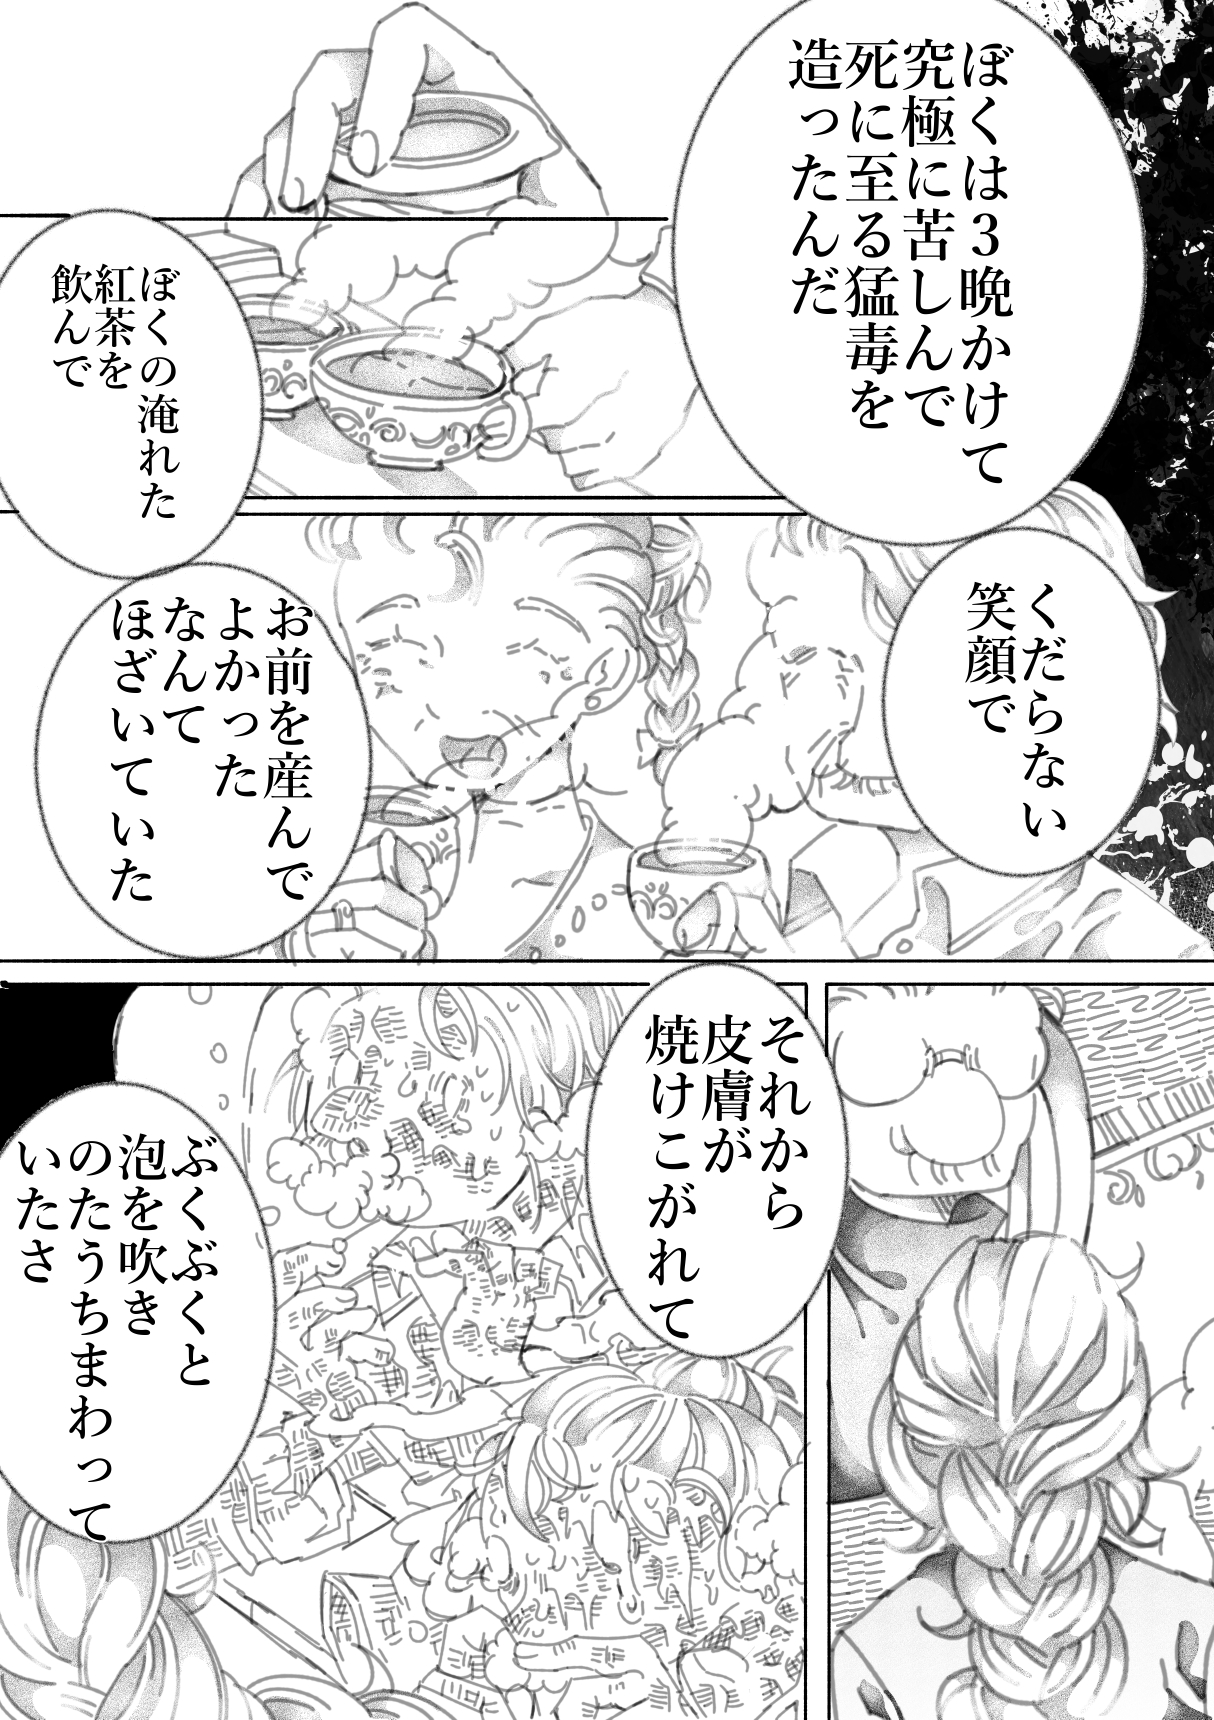 ぼくは３晩かけて
究極に苦しんで
死に至る猛毒を
造ったんだ
ぼくの淹れた
紅茶を
飲んで
くだらない
笑顔で
お前を産んで
よかった
なんて
ほざいていた
それから
皮膚が
焼けこがれて
ぶくぶくと
泡を吹き
のたうちまわって
いたさ